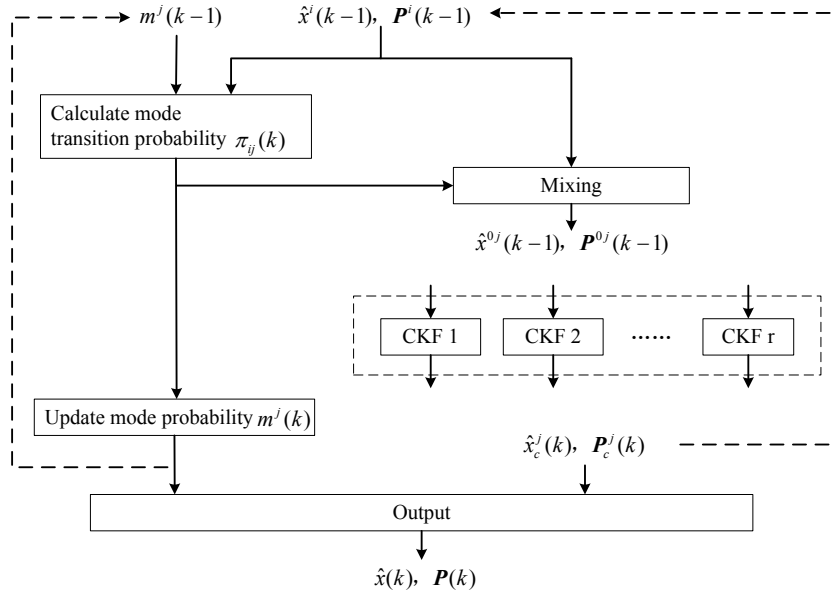 m^j(k−1)
x̂^i(k−1), P^i(k−1)
Calculate mode
transition probability π_ij(k)
Mixing
x̂^0j(k−1), P^0j(k−1)
CKF 1
CKF 2
……
CKF r
Update mode probability m^j(k)
x̂_c^j(k), P_c^j(k)
Output
x̂(k), P(k)